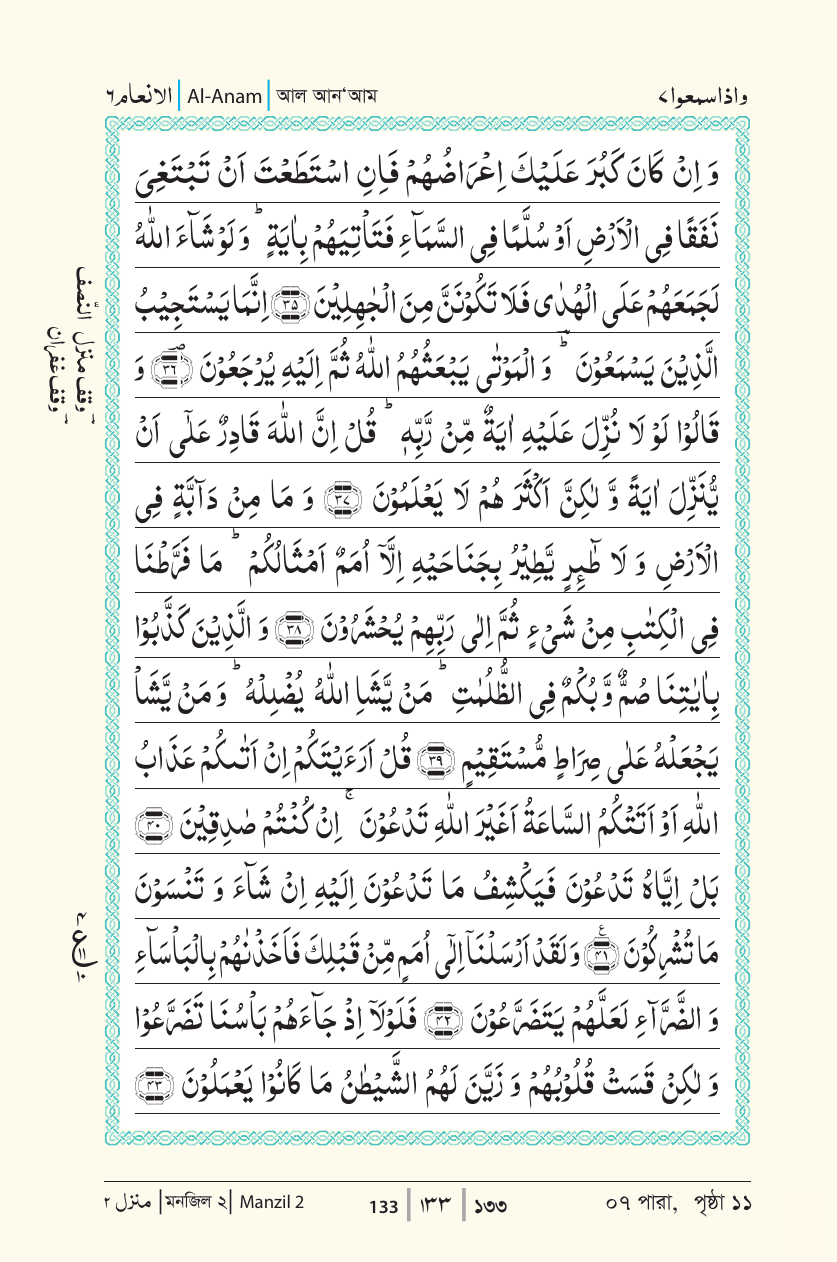 الانعام٦ | Al-Anam | আল আন‘আম واذاسمعوا٧
وَ اِنْ كَانَ كَبُرَ عَلَيْكَ اِعْرَاضُهُمْ فَاِنِ اسْتَطَعْتَ اَنْ تَبْتَغِیَ
نَفَقًا فِی الْاَرْضِ اَوْ سُلَّمًا فِی السَّمَآءِ فَتَاْتِیَهُمْ بِاٰیَةٍ ؕ وَ لَوْ شَآءَ اللّٰهُ
لَجَمَعَهُمْ عَلَی الْهُدٰی فَلَا تَكُوْنَنَّ مِنَ الْجٰهِلِیْنَ ﴿۳۵﴾ اِنَّمَا یَسْتَجِیْبُ
الَّذِیْنَ یَسْمَعُوْنَ ؕ وَ الْمَوْتٰی یَبْعَثُهُمُ اللّٰهُ ثُمَّ اِلَیْهِ یُرْجَعُوْنَ ﴿۳۶﴾ وَ
قَالُوْا لَوْ لَا نُزِّلَ عَلَیْهِ اٰیَةٌ مِّنْ رَّبِّهٖ ؕ قُلْ اِنَّ اللّٰهَ قَادِرٌ عَلٰۤی اَنْ
یُّنَزِّلَ اٰیَةً وَّ لٰكِنَّ اَكْثَرَ هُمْ لَا یَعْلَمُوْنَ ﴿۳۷﴾ وَ مَا مِنْ دَآبَّةٍ فِی
الْاَرْضِ وَ لَا طٰٓئِرٍ یَّطِیْرُ بِجَنَاحَیْهِ اِلَّاۤ اُمَمٌ اَمْثَالُكُمْ ؕ مَا فَرَّطْنَا
فِی الْكِتٰبِ مِنْ شَیْءٍ ثُمَّ اِلٰی رَبِّهِمْ یُحْشَرُوْنَ ﴿۳۸﴾ وَ الَّذِیْنَ كَذَّبُوْا
بِاٰیٰتِنَا صُمٌّ وَّ بُكْمٌ فِی الظُّلُمٰتِ ؕ مَنْ یَّشَاِ اللّٰهُ یُضْلِلْهُ ؕ وَ مَنْ یَّشَاْ
یَجْعَلْهُ عَلٰی صِرَاطٍ مُّسْتَقِیْمٍ ﴿۳۹﴾ قُلْ اَرَءَیْتَكُمْ اِنْ اَتٰىكُمْ عَذَابُ
اللّٰهِ اَوْ اَتَتْكُمُ السَّاعَةُ اَغَیْرَ اللّٰهِ تَدْعُوْنَ ۚ اِنْ كُنْتُمْ صٰدِقِیْنَ ﴿۴۰﴾
بَلْ اِیَّاهُ تَدْعُوْنَ فَیَكْشِفُ مَا تَدْعُوْنَ اِلَیْهِ اِنْ شَآءَ وَ تَنْسَوْنَ
مَا تُشْرِكُوْنَ ﴿۴۱﴾ وَ لَقَدْ اَرْسَلْنَاۤ اِلٰۤی اُمَمٍ مِّنْ قَبْلِكَ فَاَخَذْنٰهُمْ بِالْبَاْسَآءِ
وَ الضَّرَّآءِ لَعَلَّهُمْ یَتَضَرَّعُوْنَ ﴿۴۲﴾ فَلَوْلَاۤ اِذْ جَآءَهُمْ بَاْسُنَا تَضَرَّعُوْا
وَ لٰكِنْ قَسَتْ قُلُوْبُهُمْ وَ زَیَّنَ لَهُمُ الشَّیْطٰنُ مَا كَانُوْا یَعْمَلُوْنَ ﴿۴۳﴾
وقف منزل النّصف
وقف غفران
ع
منزل ٢ | মনজিল ২ | Manzil 2 133 | ١٣٣ | ১৩৩ ০৭ পারা, পৃষ্ঠা ১১